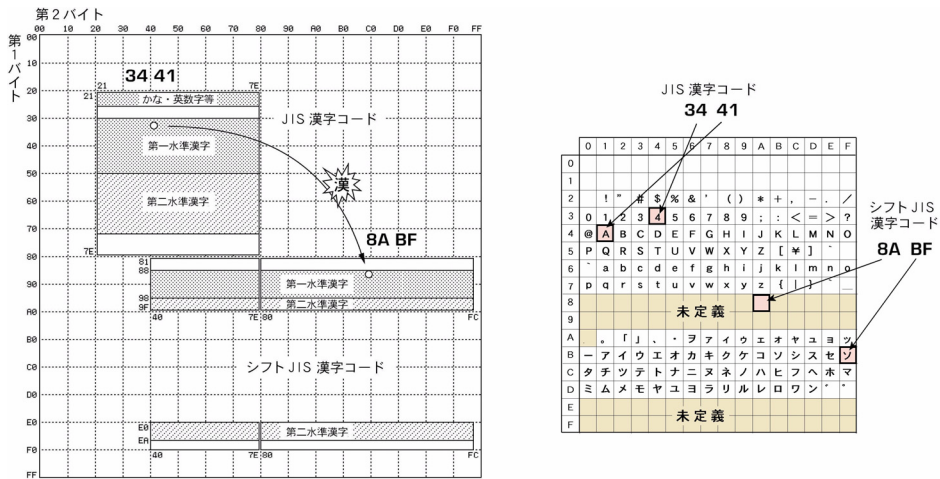 第２バイト
00 10 20 30 40 50 60 70 80 90 A0 B0 C0 D0 E0 F0 FF
第１バイト
00
10
20
30
40
50
60
70
80
90
A0
B0
C0
D0
E0
F0
FF
34 41
21 7E
21
かな・英数字等
JIS 漢字コード
第一水準漢字
漢
第二水準漢字
7E
8A BF
81
88
第一水準漢字
98
9F
第二水準漢字
40 7E 80 FC
シフトJIS 漢字コード
E0
EA
第二水準漢字
40 7E 80 FC
JIS 漢字コード
34 41
0 1 2 3 4 5 6 7 8 9 A B C D E F
0
1
2 ! ” # $ % & ' ( ) * + , - . /
3 0 1 2 3 4 5 6 7 8 9 ; : < = > ?
4 @ A B C D E F G H I J K L M N O
5 P Q R S T U V W X Y Z [ ¥ ] ^
6 ` a b c d e f g h i j k l m n o
7 p q r s t u v w x y z { | } ‾ _
8
9
未定義
A 。 「 」 、 ・ ヲ ァ ィ ゥ ェ ォ ャ ュ ョ ッ
B ー ア イ ウ エ オ カ キ ク ケ コ サ シ ス セ ソ
C タ チ ツ テ ト ナ ニ ヌ ネ ノ ハ ヒ フ ヘ ホ マ
D ミ ム メ モ ヤ ユ ヨ ラ リ ル レ ロ ワ ン ゛ ゜
E
F
未定義
シフトJIS
漢字コード
8A BF